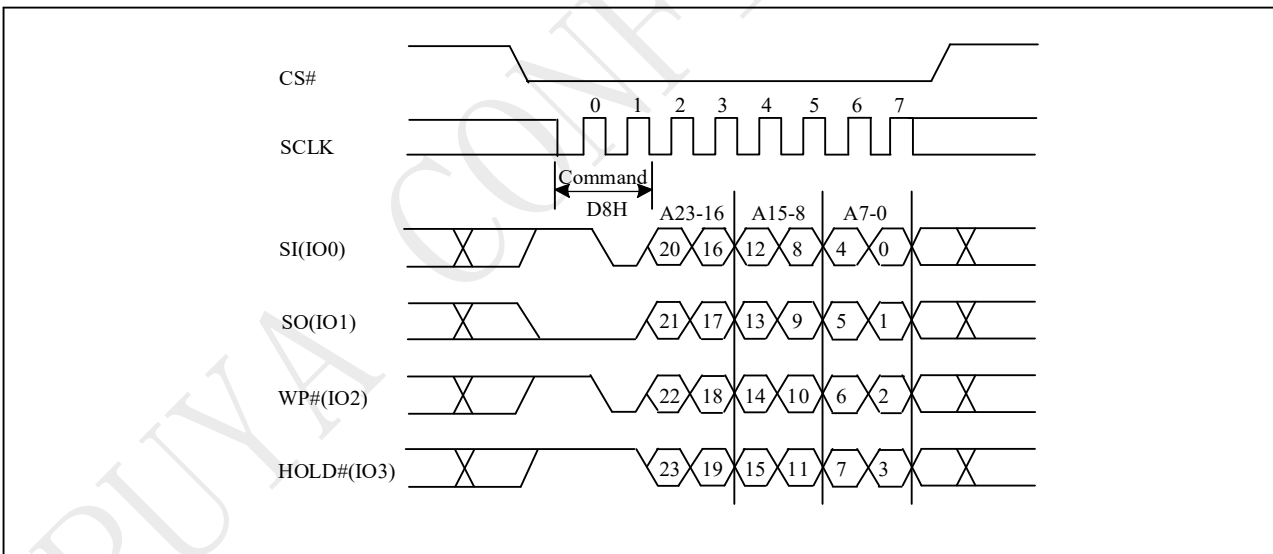 CS#
0 1 2 3 4 5 6 7
SCLK
Command
D8H
A23-16 A15-8 A7-0
SI(IO0) 20 16 12 8 4 0
SO(IO1) 21 17 13 9 5 1
WP#(IO2) 22 18 14 10 6 2
HOLD#(IO3) 23 19 15 11 7 3
PUYA CONF